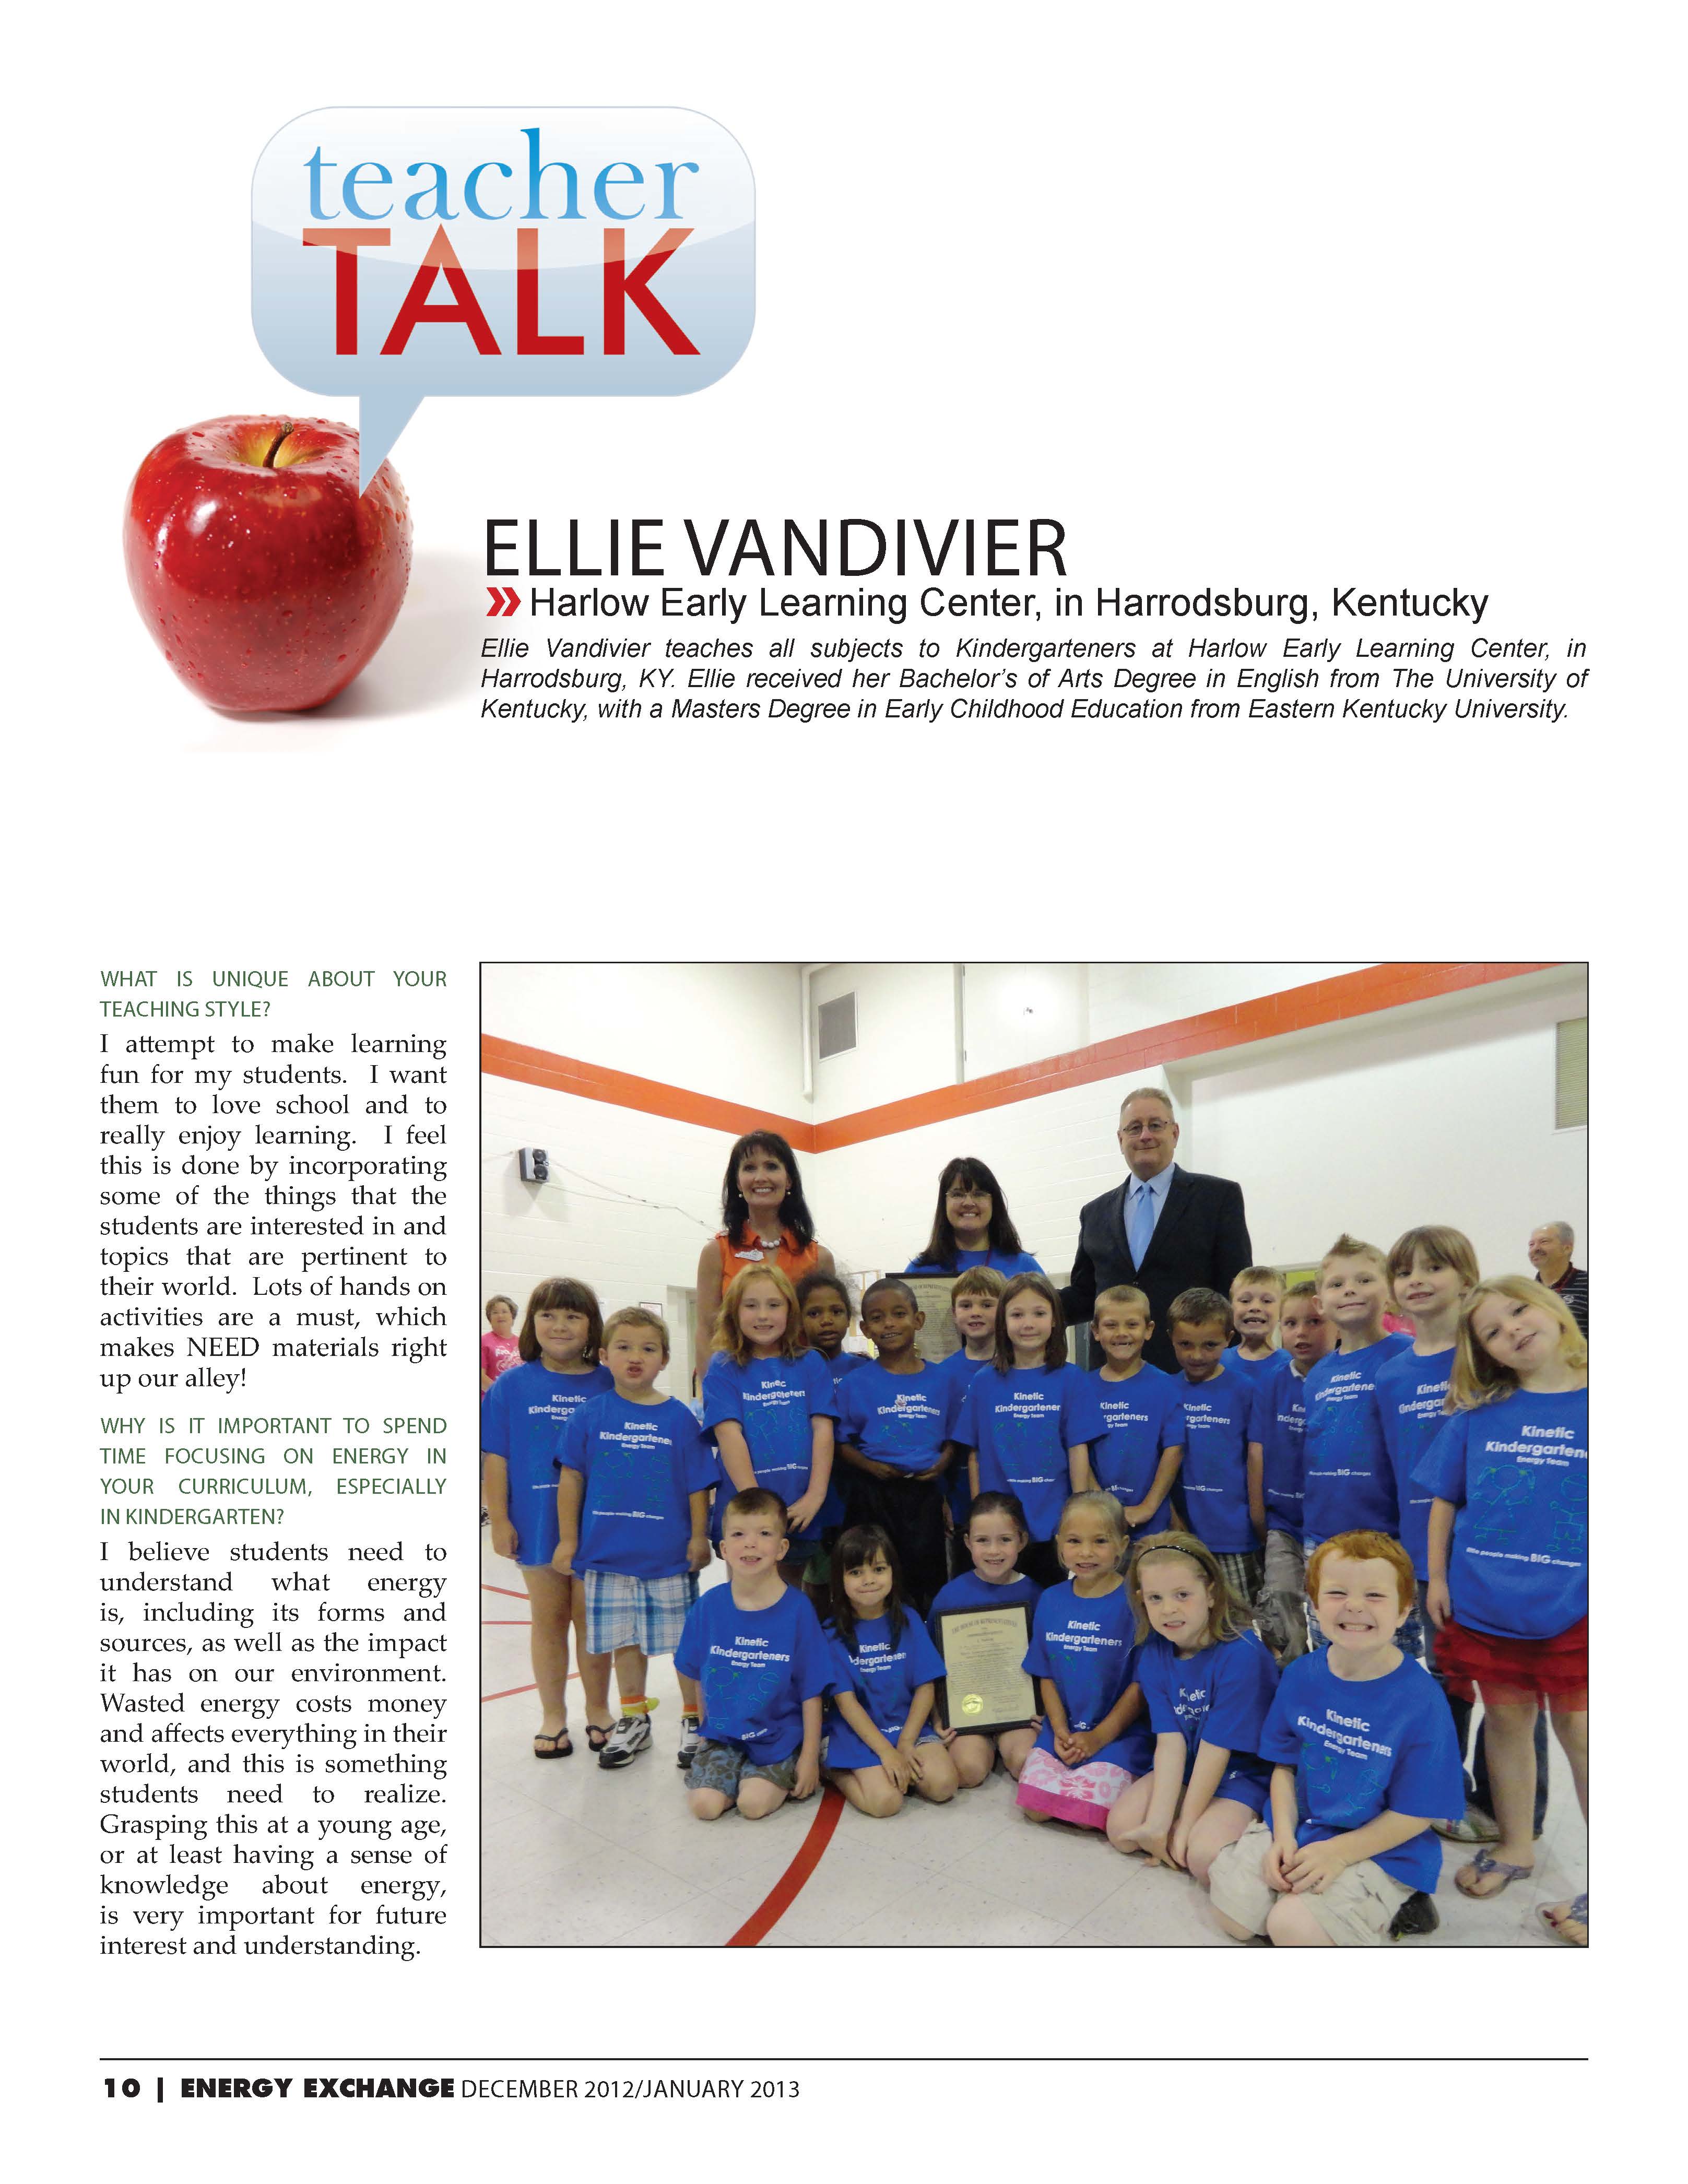 teacher
TALK
ELLIE VANDIVIER
Harlow Early Learning Center, in Harrodsburg, Kentucky
Ellie Vandivier teaches all subjects to Kindergarteners at Harlow Early Learning Center, in
Harrodsburg, KY. Ellie received her Bachelor's of Arts Degree in English from The University of
Kentucky, with a Masters Degree in Early Childhood Education from Eastern Kentucky University.
WHAT IS UNIQUE ABOUT YOUR
TEACHING STYLE?
I attempt to make learning
fun for my students. I want
them to love school and to
really enjoy learning. I feel
this is done by incorporating
some of the things that the
students are interested in and
topics that are pertinent to
their world. Lots of hands on
activities are a must, which
makes NEED materials right
up our alley!
WHY IS IT IMPORTANT TO SPEND
TIME FOCUSING ON ENERGY IN
YOUR CURRICULUM, ESPECIALLY
IN KINDERGARTEN?
I believe students need to
understand what energy
is, including its forms and
sources, as well as the impact
it has on our environment.
Wasted energy costs money
and affects everything in their
world, and this is something
students need to realize.
Grasping this at a young age,
or at least having a sense of
knowledge about energy,
is very important for future
interest and understanding.
Kinetic
Kindergarteners
Energy Team
little people making BIG changes
10 | ENERGY EXCHANGE DECEMBER 2012/JANUARY 2013